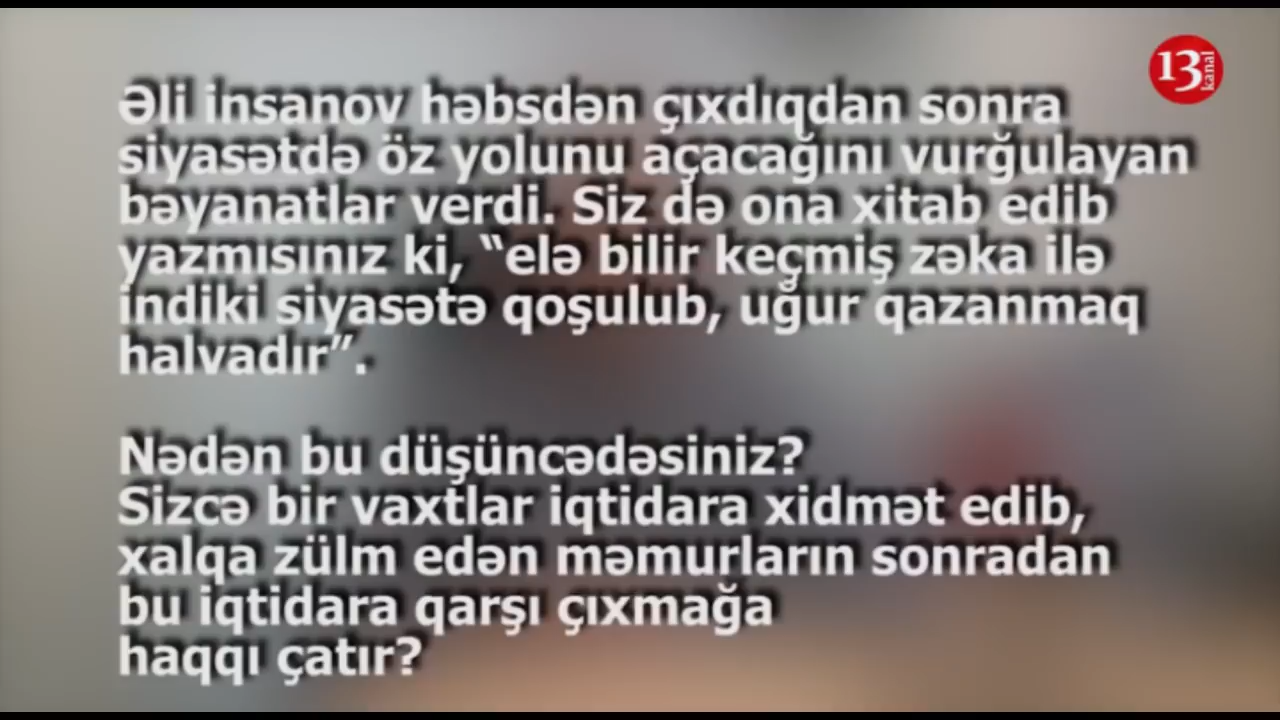 13
kanal
Əli insanov həbsdən çıxdıqdan sonra
siyasətdə öz yolunu açacağını vurğulayan
bəyanatlar verdi. Siz də ona xitab edib
yazmısınız ki, “elə bilir keçmiş zəka ilə
indiki siyasətə qoşulub, uğur qazanmaq
halvadır”.
Nədən bu düşüncədəsiniz?
Sizcə bir vaxtlar iqtidara xidmət edib,
xalqa zülm edən məmurların sonradan
bu iqtidara qarşı çıxmağa
haqqı çatır?